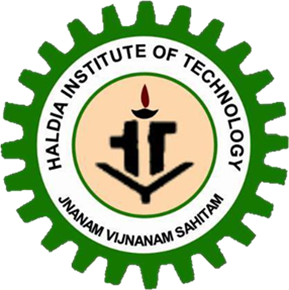 HALDIA INSTITUTE OF TECHNOLOGY
JNANAM VIJNANAM SAHITAM